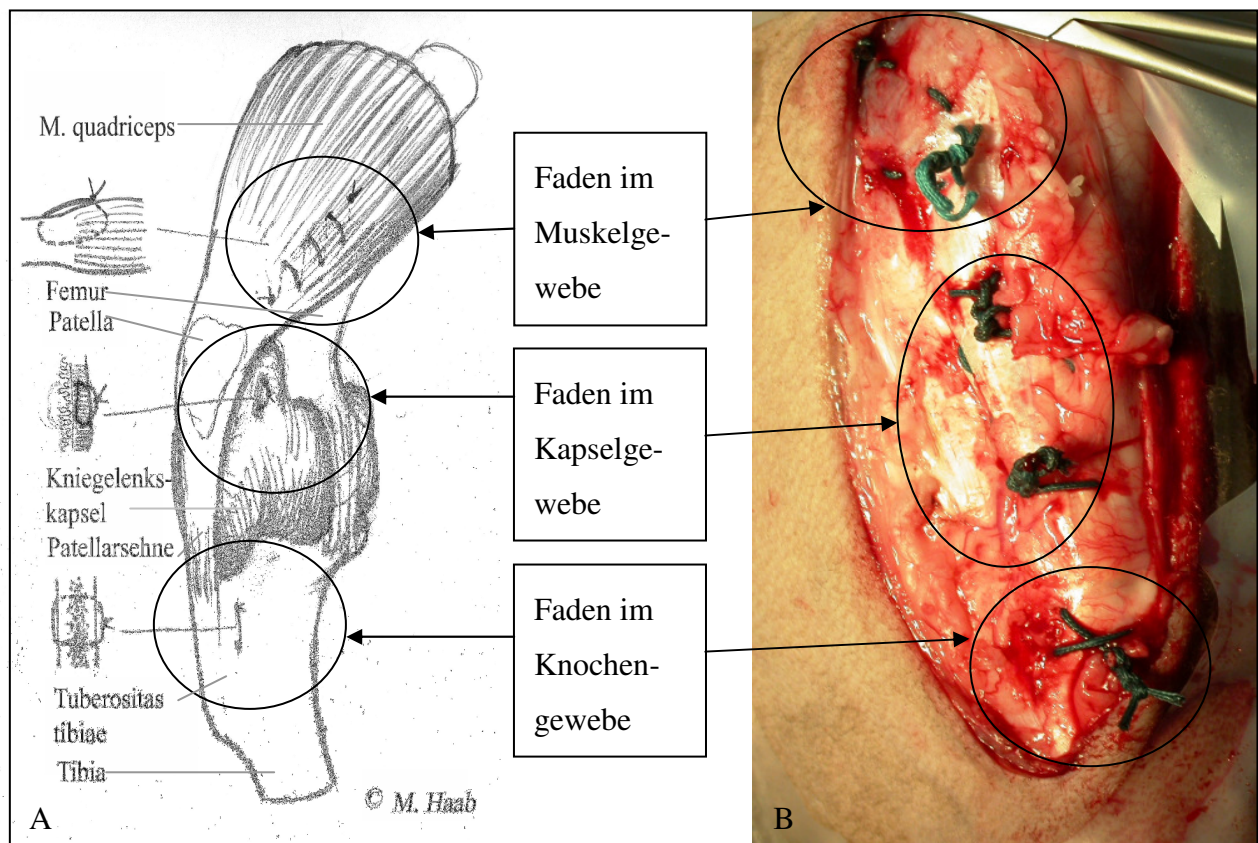 M. quadriceps
Femur
Patella
Kniegelenks-
kapsel
Patellarsehne
Tuberositas
tibiae
Tibia
© M. Haab
A
Faden im
Muskelge-
webe
Faden im
Kapselge-
webe
Faden im
Knochen-
gewebe
B